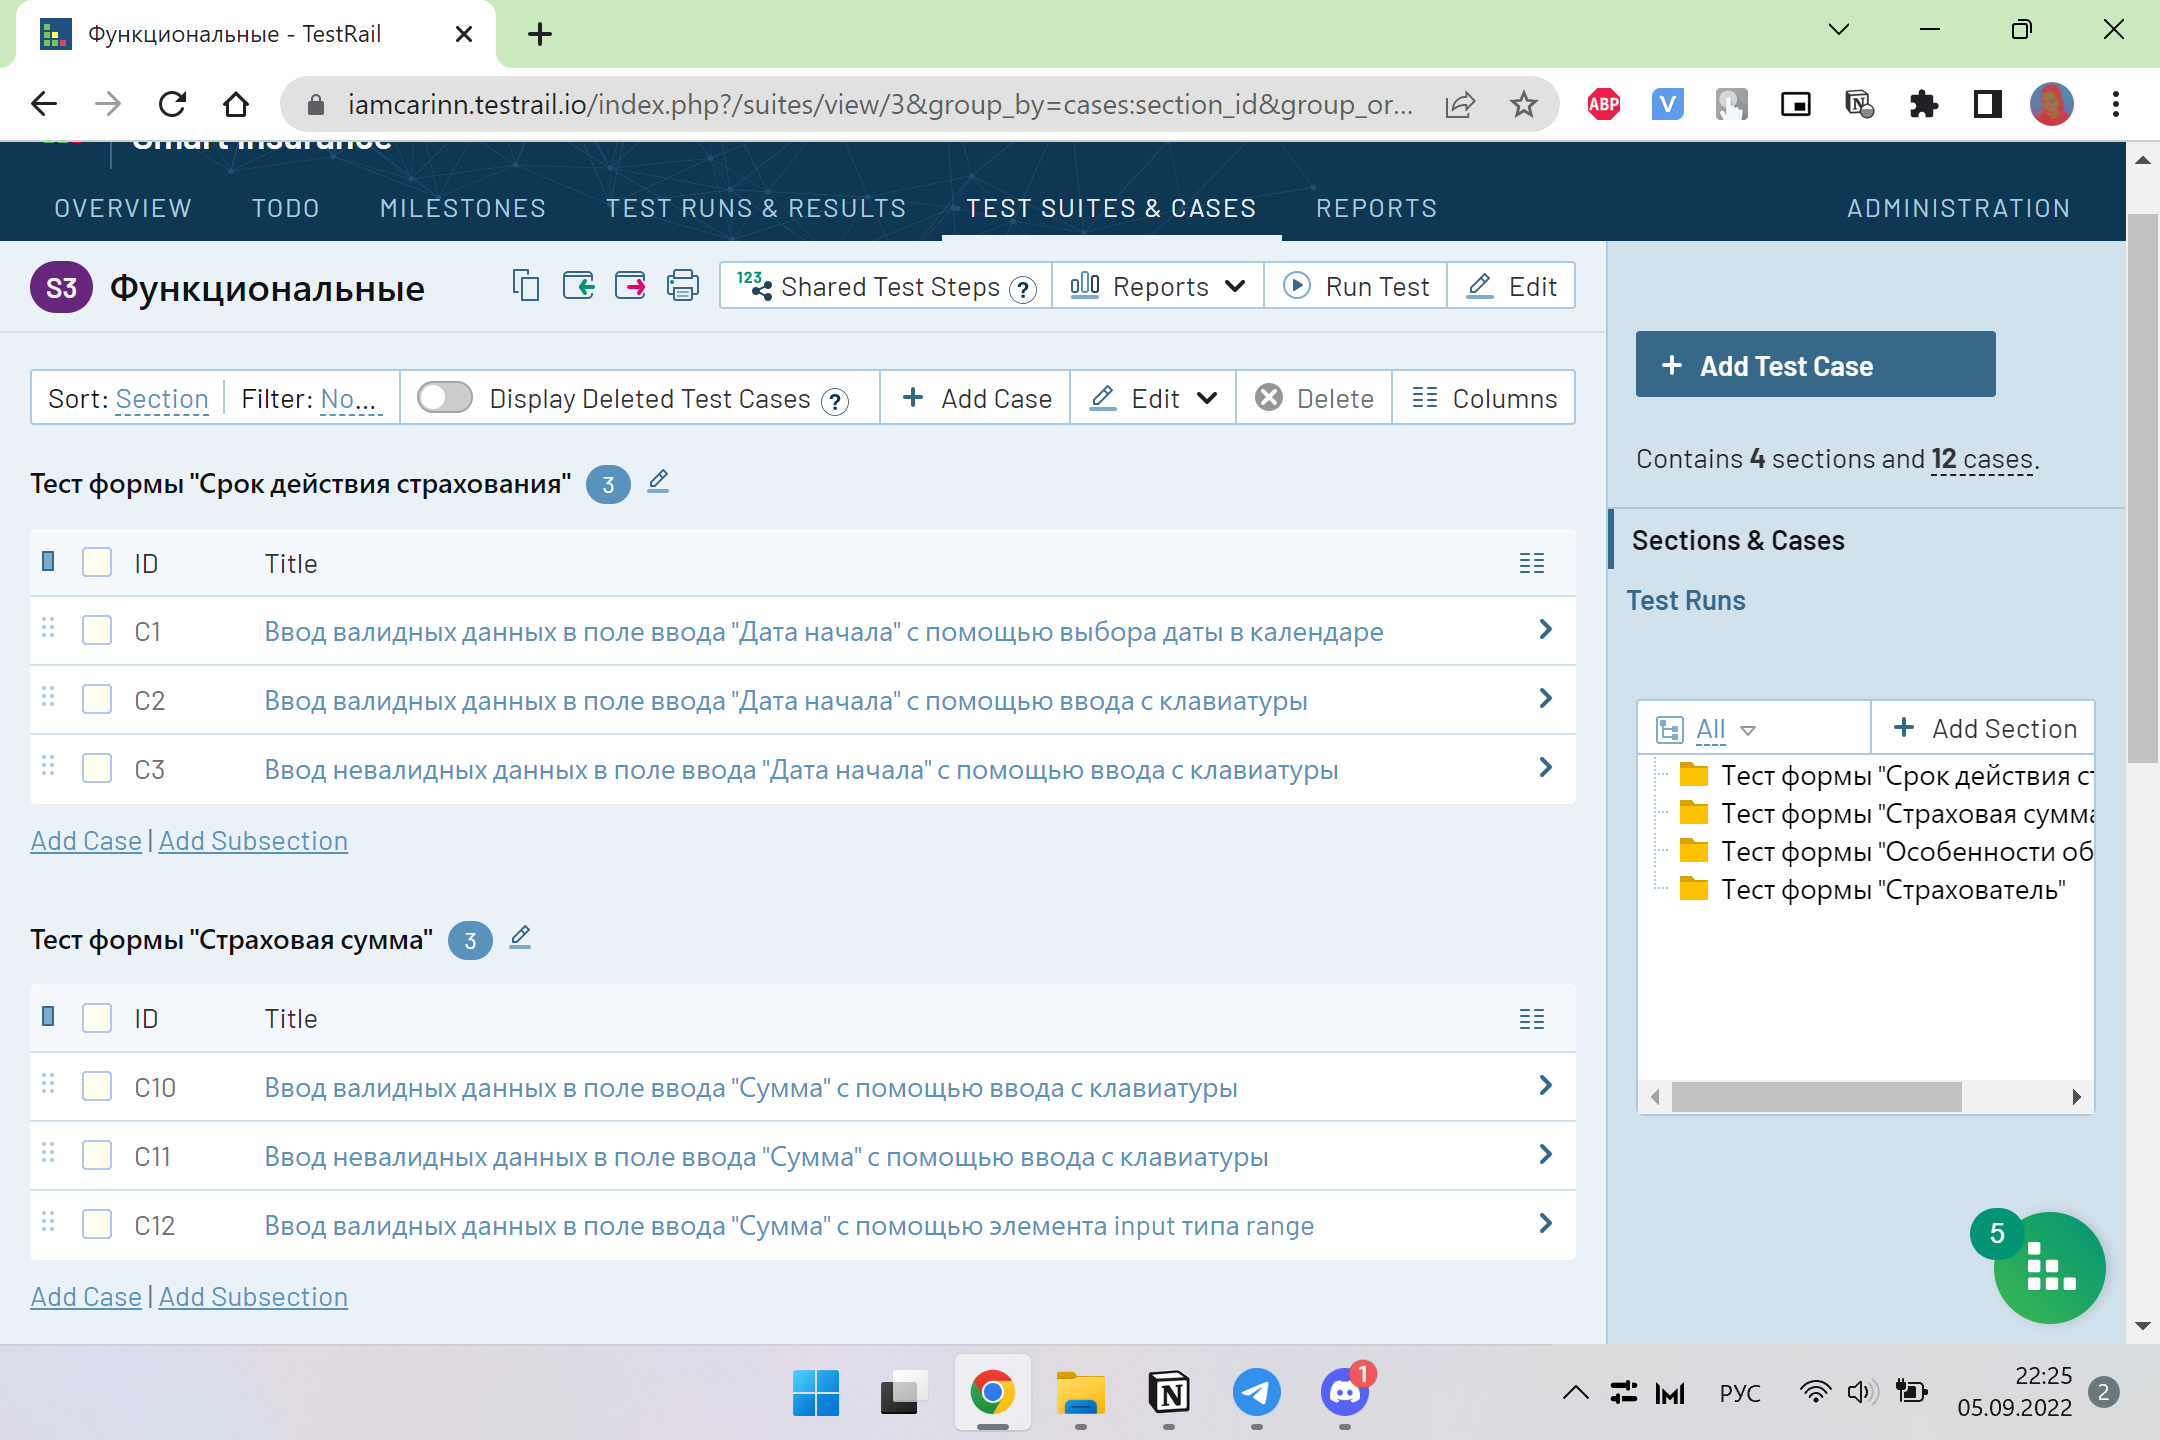 Функциональные - TestRail
iamcarinn.testrail.io/index.php?/suites/view/3&group_by=cases:section_id&group_or...
ABP
V
Smart Insurance
OVERVIEW TODO MILESTONES TEST RUNS & RESULTS TEST SUITES & CASES REPORTS ADMINISTRATION
S3 Функциональные
123 Shared Test Steps ? Reports Run Test Edit
Sort: Section Filter: No... Display Deleted Test Cases ? Add Case Edit Delete Columns
Тест формы "Срок действия страхования" 3
ID Title
C1 Ввод валидных данных в поле ввода "Дата начала" с помощью выбора даты в календаре
C2 Ввод валидных данных в поле ввода "Дата начала" с помощью ввода с клавиатуры
C3 Ввод невалидных данных в поле ввода "Дата начала" с помощью ввода с клавиатуры
Add Case | Add Subsection
Тест формы "Страховая сумма" 3
ID Title
C10 Ввод валидных данных в поле ввода "Сумма" с помощью ввода с клавиатуры
C11 Ввод невалидных данных в поле ввода "Сумма" с помощью ввода с клавиатуры
C12 Ввод валидных данных в поле ввода "Сумма" с помощью элемента input типа range
Add Case | Add Subsection
+ Add Test Case
Contains 4 sections and 12 cases.
Sections & Cases
Test Runs
All + Add Section
Тест формы "Срок действия ст
Тест формы "Страховая сумма
Тест формы "Особенности об
Тест формы "Страхователь"
5
N
1
РУС
22:25
05.09.2022
2